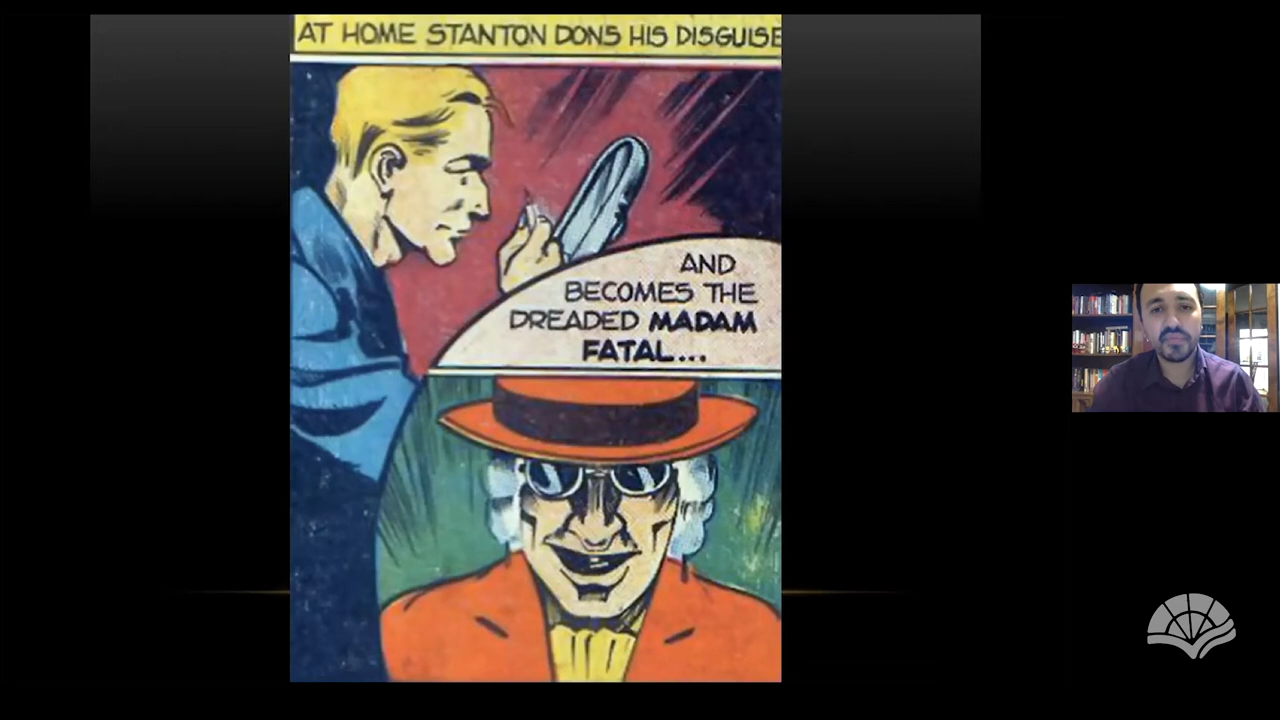 AT HOME STANTON DONS HIS DISGUISE
AND
BECOMES THE
DREADED MADAM
FATAL...